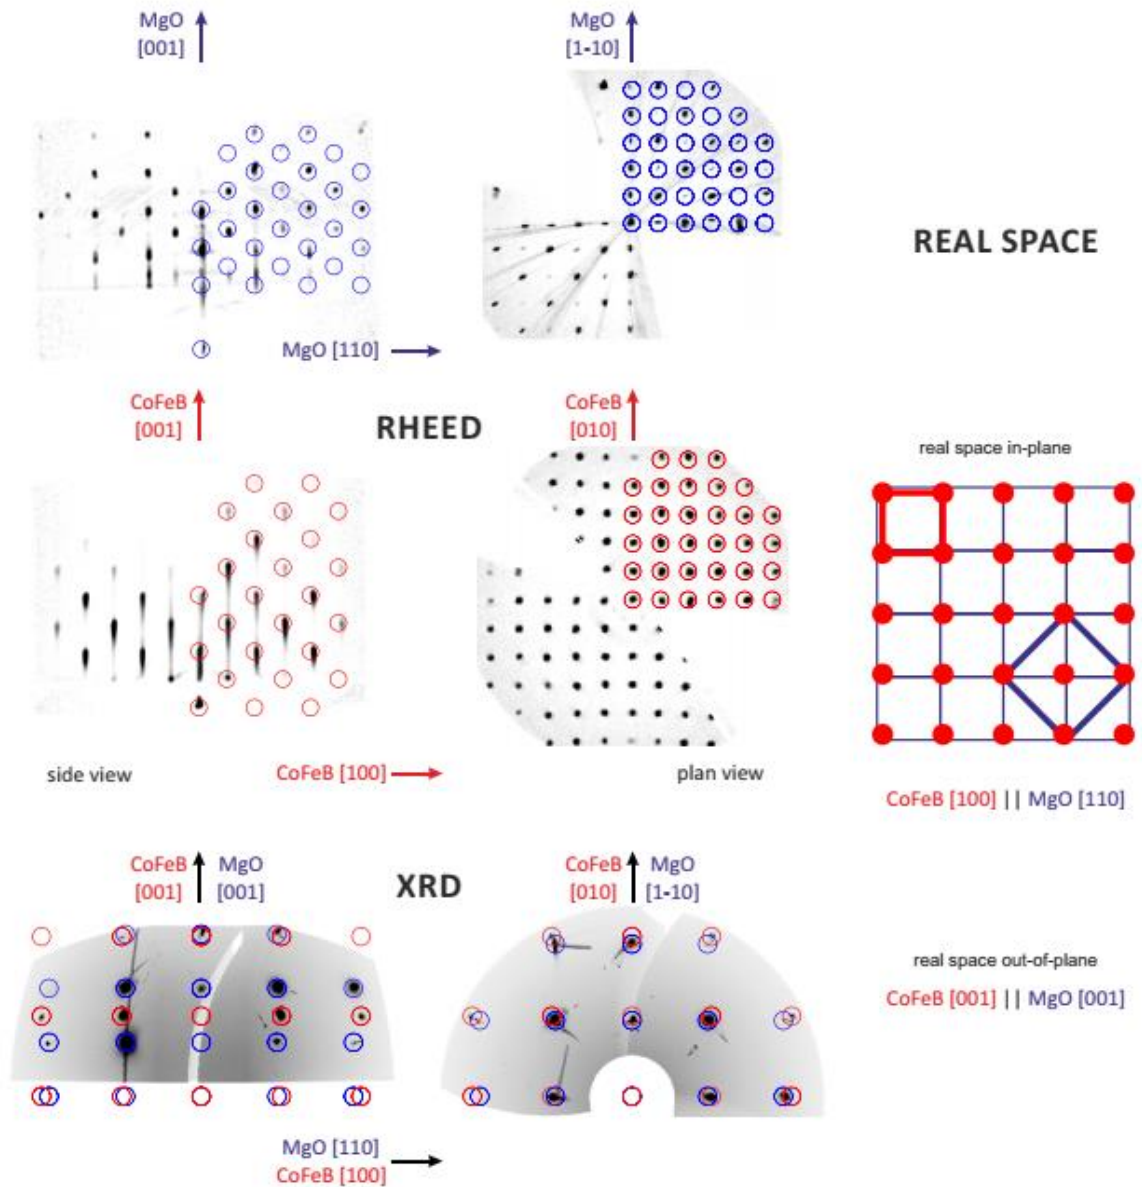 MgO
[001]
MgO
[1-10]
REAL SPACE
MgO [110]
CoFeB
[001]
RHEED
CoFeB
[010]
real space in-plane
side view
CoFeB [100]
plan view
CoFeB [100] || MgO [110]
CoFeB
[001]
MgO
[001]
XRD
CoFeB
[010]
MgO
[1-10]
real space out-of-plane
CoFeB [001] || MgO [001]
MgO [110]
CoFeB [100]